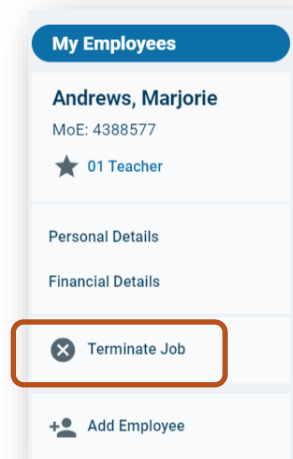 My Employees
Andrews, Marjorie
MoE: 4388577
01 Teacher
Personal Details
Financial Details
Terminate Job
Add Employee